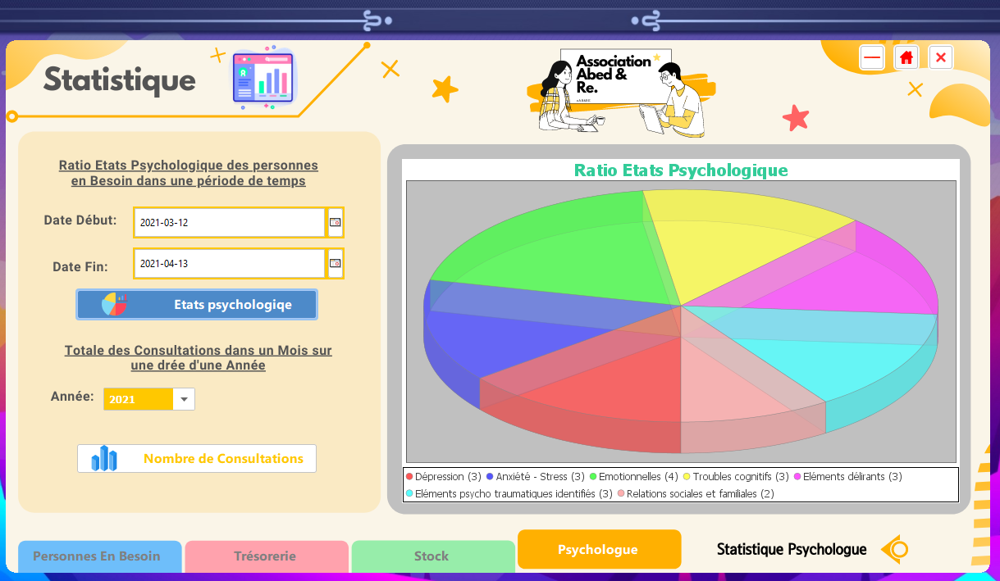 Statistique
Association
Abed &
Re.
Ratio Etats Psychologique des personnes
en Besoin dans une période de temps
Date Début:
2021-03-12
Date Fin:
2021-04-13
Etats psychologiqe
Totale des Consultations dans un Mois sur
une drée d'une Année
Année:
2021
Nombre de Consultations
Ratio Etats Psychologique
Dépression (3) Anxiété - Stress (3) Emotionnelles (4) Troubles cognitifs (3) Eléments délirants (3)
Eléments psycho traumatiques identifiés (3) Relations sociales et familiales (2)
Personnes En Besoin
Trésorerie
Stock
Psychologue
Statistique Psychologue